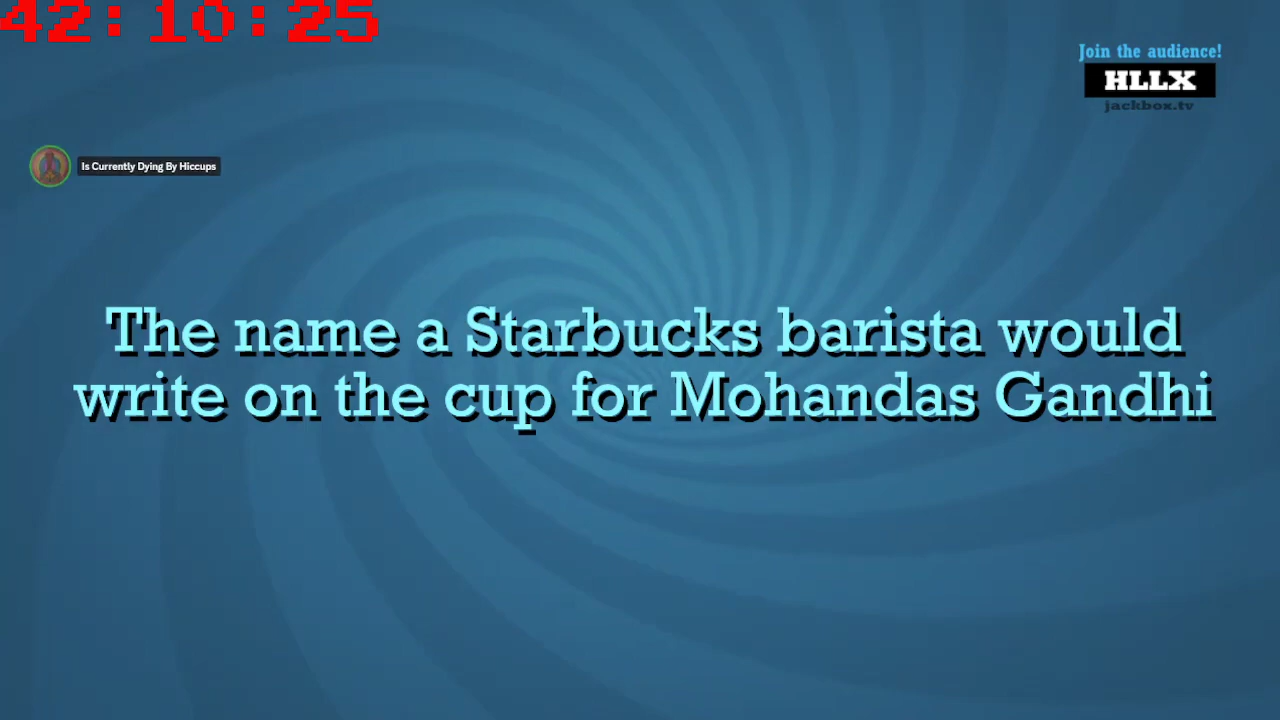 42:10:25
Join the audience!
HLLX
jackbox.tv
Is Currently Dying By Hiccups
The name a Starbucks barista would
write on the cup for Mohandas Gandhi